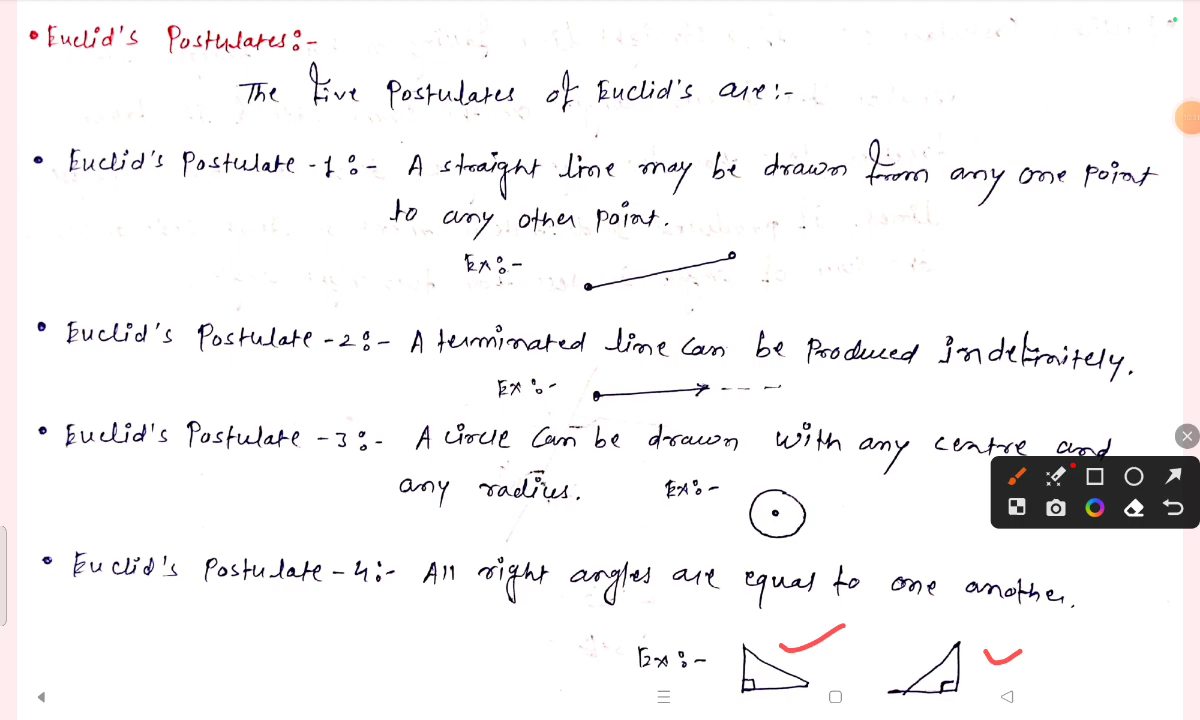 • Euclid's Postulates:-
The five Postulates of Euclid's are:-
• Euclid's Postulate-1:- A straight line may be drawn from any one point
to any other point.
Ex:-
• Euclid's Postulate-2:- A terminated line can be Produced indefinitely.
Ex:-
• Euclid's Postulate-3:- A circle can be drawn with any centre and
any radius. Ex:-
• Euclid's Postulate-4:- All right angles are equal to one another.
Ex:-